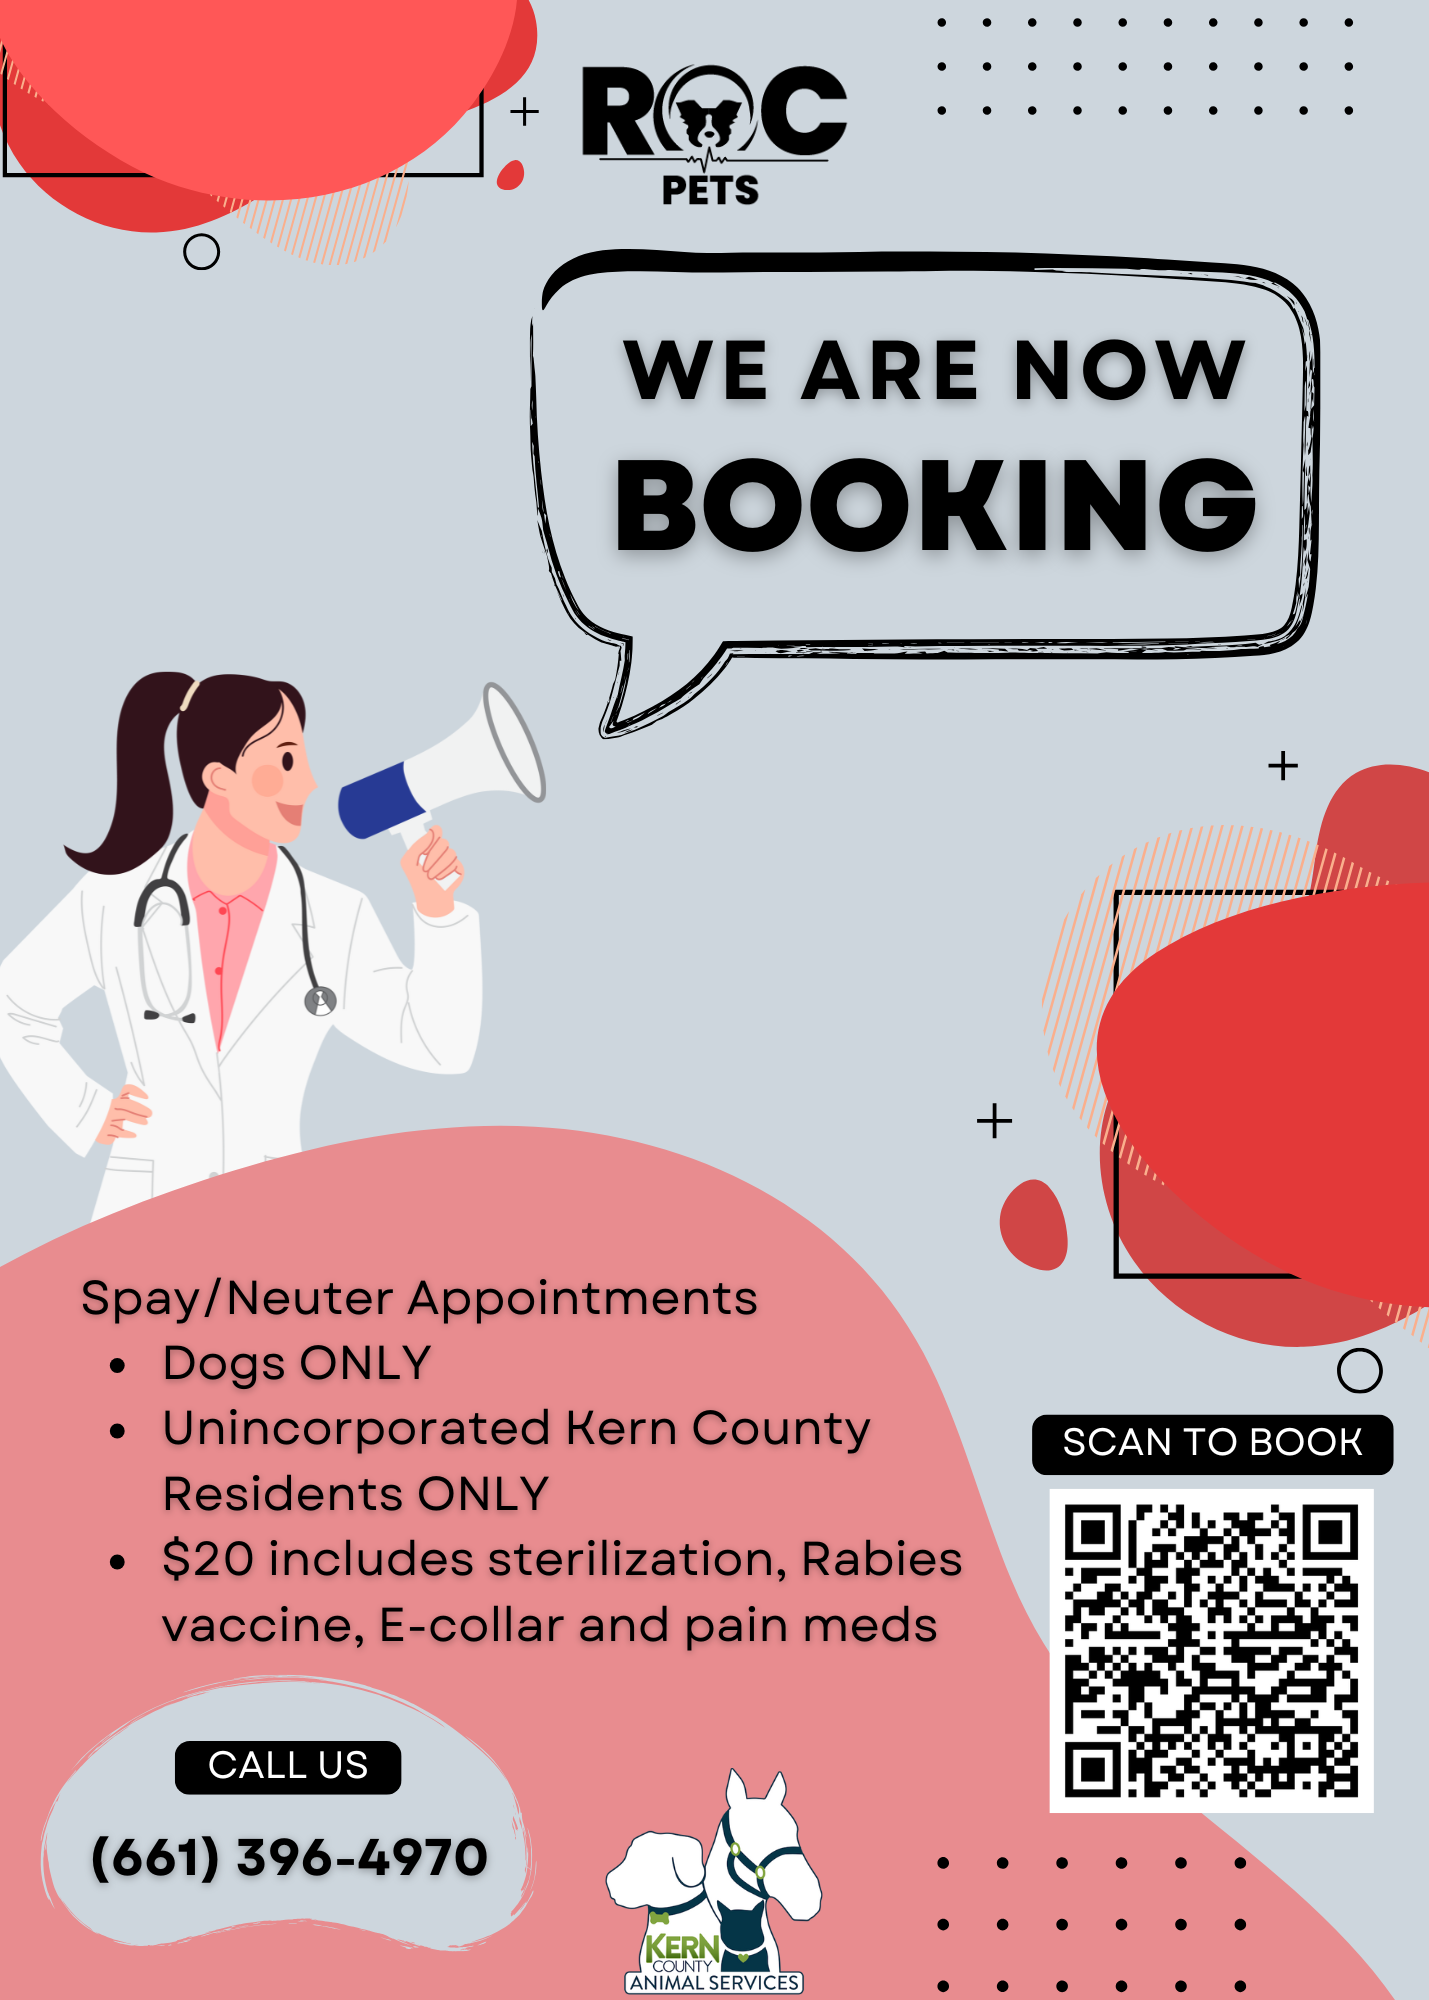 ROC
PETS
WE ARE NOW
BOOKING
Spay/Neuter Appointments
• Dogs ONLY
• Unincorporated Kern County
Residents ONLY
• $20 includes sterilization, Rabies
vaccine, E-collar and pain meds
SCAN TO BOOK
CALL US
(661) 396-4970
KERN
COUNTY
ANIMAL SERVICES